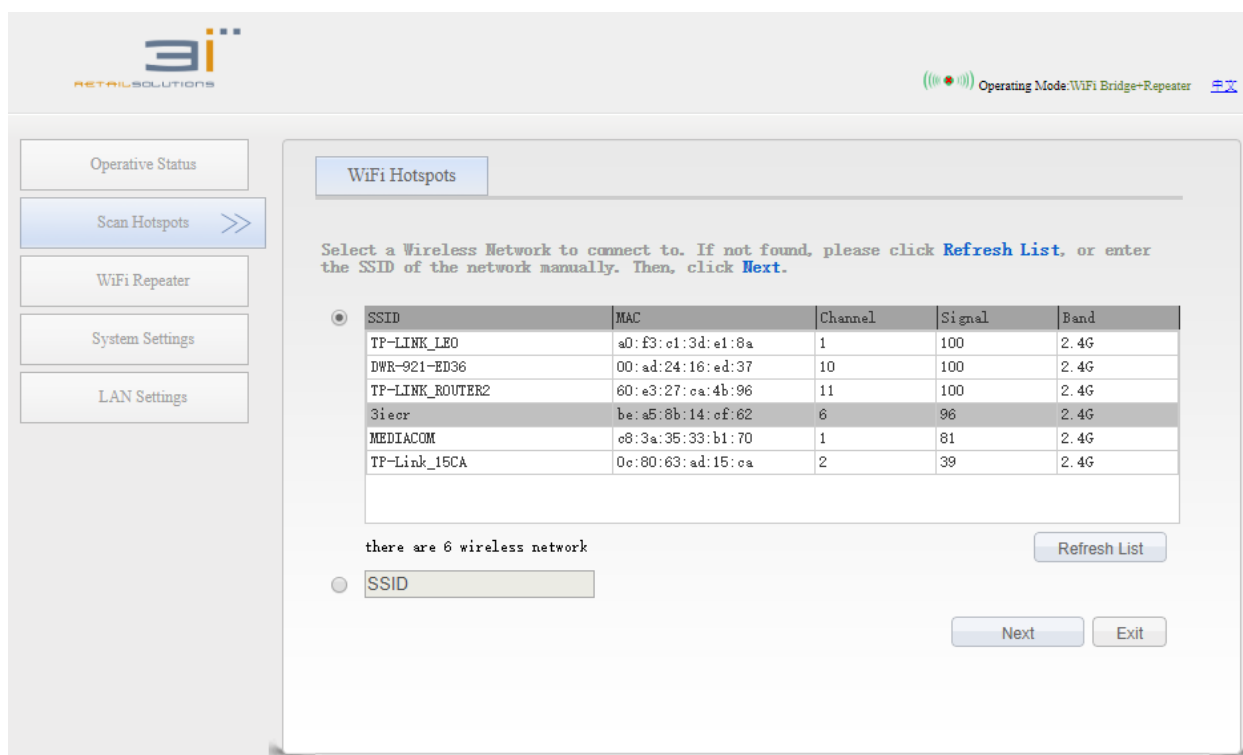 3i
RETAILSOLUTIONS
Operating Mode:WiFi Bridge+Repeater 中文
Operative Status
Scan Hotspots >>
WiFi Repeater
System Settings
LAN Settings
WiFi Hotspots
Select a Wireless Network to connect to. If not found, please click Refresh List, or enter
the SSID of the network manually. Then, click Next.
SSID MAC Channel Signal Band
TP-LINK_LEO a0:f3:c1:3d:e1:8a 1 100 2.4G
DWR-921-ED36 00:ad:24:16:ed:37 10 100 2.4G
TP-LINK_ROUTER2 60:e3:27:ca:4b:96 11 100 2.4G
3iecr be:a5:8b:14:cf:62 6 96 2.4G
MEDIACOM c8:3a:35:33:b1:70 1 81 2.4G
TP-Link_15CA 0c:80:63:ad:15:ca 2 39 2.4G
there are 6 wireless network
Refresh List
SSID
Next Exit